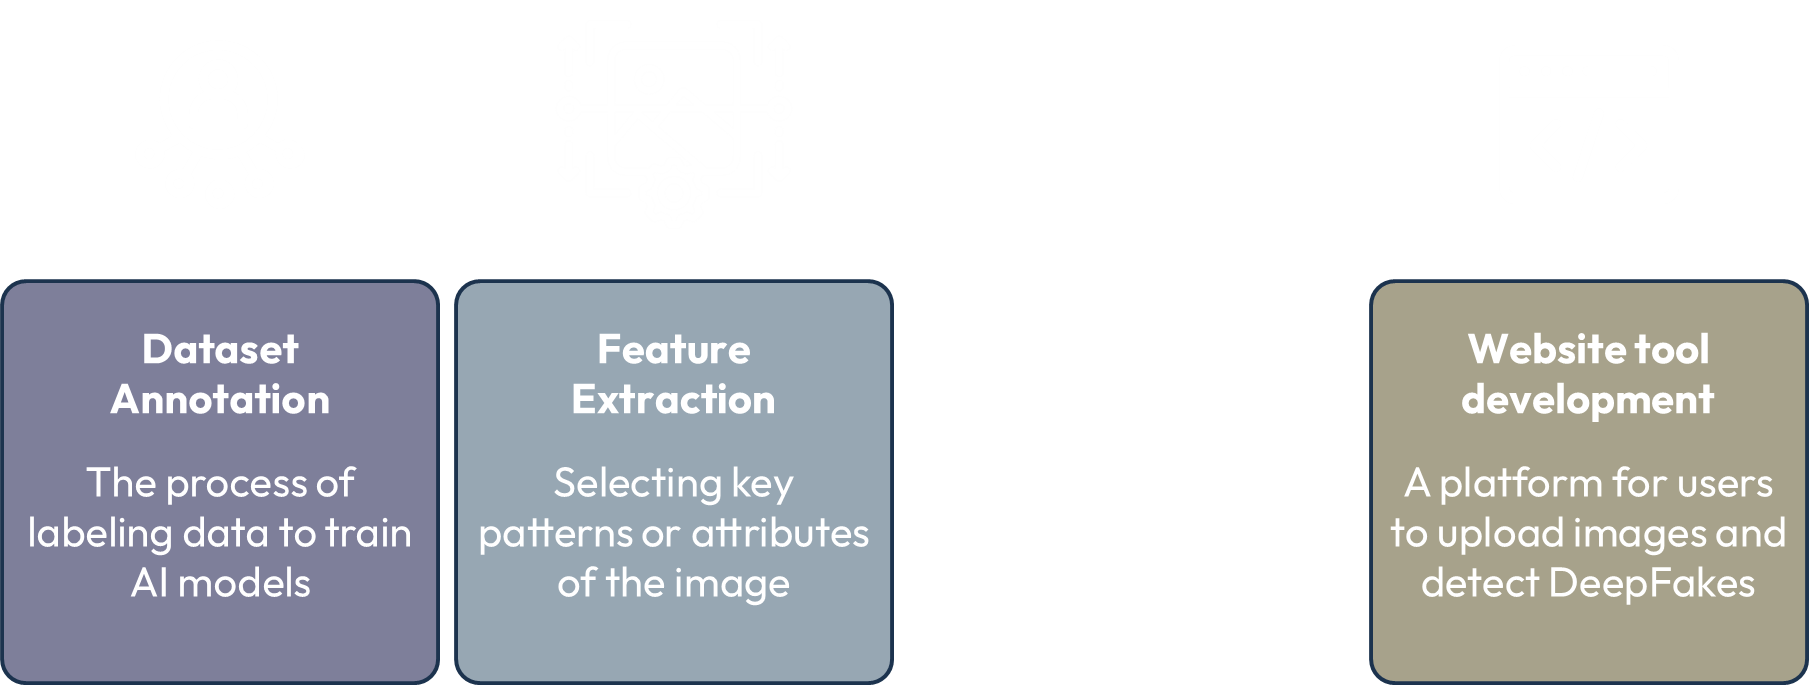 Dataset
Annotation
The process of
labeling data to train
AI models
Feature
Extraction
Selecting key
patterns or attributes
of the image
Website tool
development
A platform for users
to upload images and
detect DeepFakes